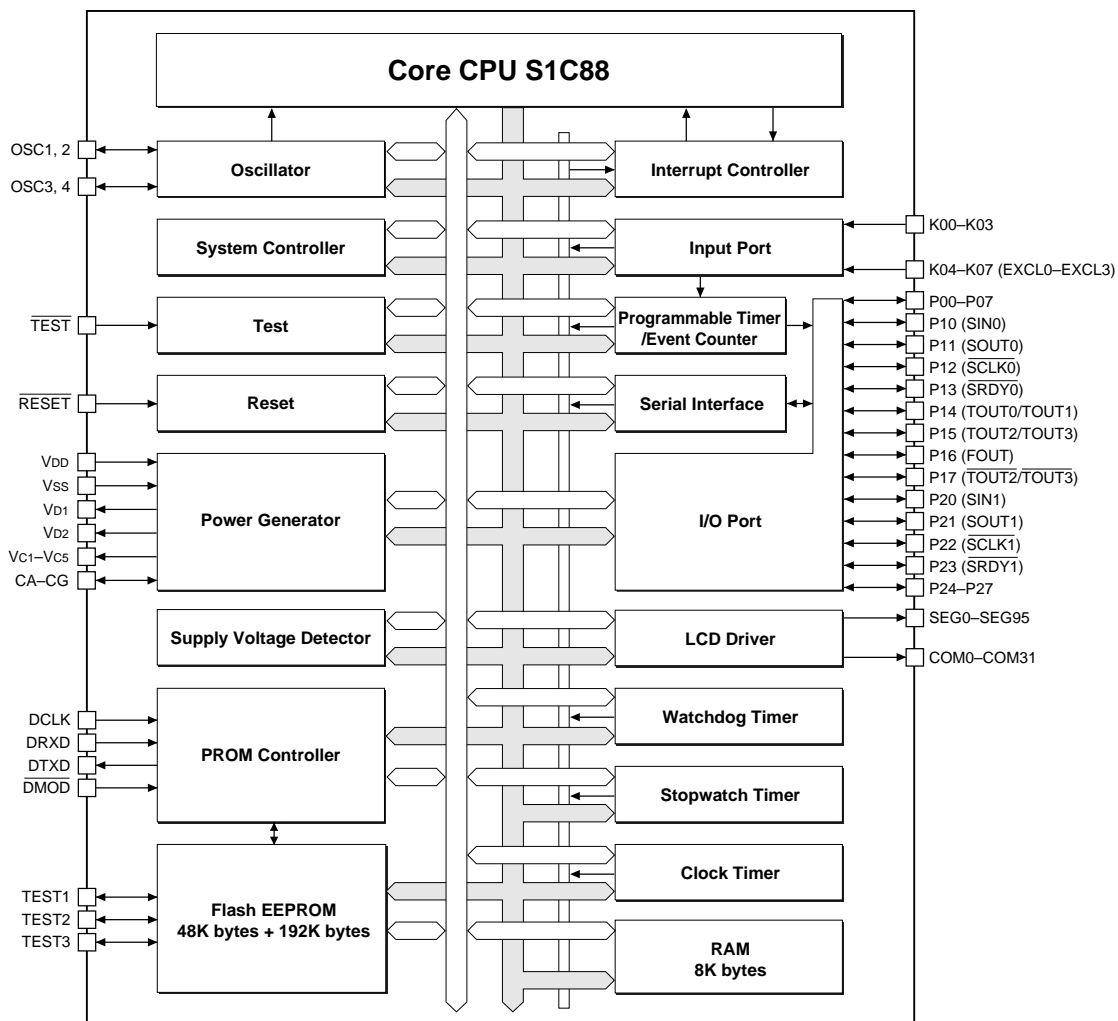 Core CPU S1C88
OSC1, 2
OSC3, 4
Oscillator
Interrupt Controller
System Controller
Input Port
K00–K03
K04–K07 (EXCL0–EXCL3)
TEST
Test
Programmable Timer
/Event Counter
RESET
Reset
Serial Interface
P00–P07
P10 (SIN0)
P11 (SOUT0)
P12 (SCLK0)
P13 (SRDY0)
P14 (TOUT0/TOUT1)
P15 (TOUT2/TOUT3)
P16 (FOUT)
P17 (TOUT2/TOUT3)
P20 (SIN1)
P21 (SOUT1)
P22 (SCLK1)
P23 (SRDY1)
P24–P27
VDD
VSS
VD1
VD2
VC1–VC5
CA–CG
Power Generator
I/O Port
Supply Voltage Detector
LCD Driver
SEG0–SEG95
COM0–COM31
DCLK
DRXD
DTXD
DMOD
PROM Controller
Watchdog Timer
Stopwatch Timer
TEST1
TEST2
TEST3
Flash EEPROM
48K bytes + 192K bytes
Clock Timer
RAM
8K bytes